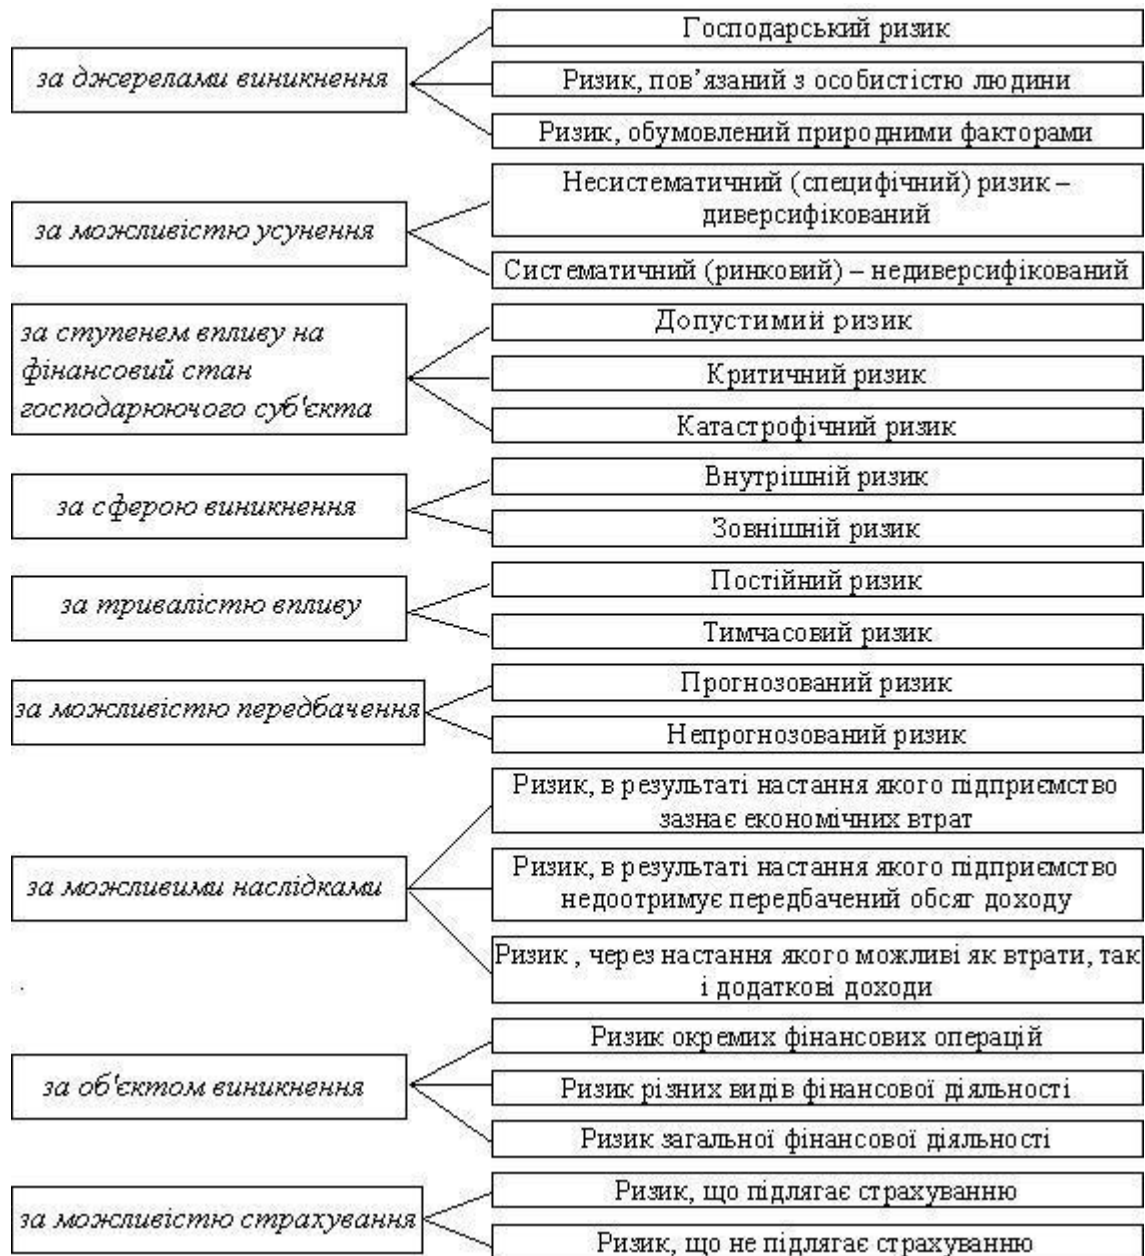 за джерелами виникнення
Господарський ризик
Ризик, пов’язаний з особистістю людини
Ризик, обумовлений природними факторами
за можливістю усунення
Несистематичний (специфічний) ризик –
диверсифікований
Систематичний (ринковий) – недиверсифікований
за ступенем впливу на
фінансовий стан
господарюючого суб'єкта
Допустимий ризик
Критичний ризик
Катастрофічний ризик
за сферою виникнення
Внутрішній ризик
Зовнішній ризик
за тривалістю впливу
Постійний ризик
Тимчасовий ризик
за можливістю передбачення
Прогнозований ризик
Непрогнозований ризик
за можливими наслідками
Ризик, в результаті настання якого підприємство
зазнає економічних втрат
Ризик, в результаті настання якого підприємство
недоотримує передбачений обсяг доходу
Ризик , через настання якого можливі як втрати, так
і додаткові доходи
.
за об'єктом виникнення
Ризик окремих фінансових операцій
Ризик різних видів фінансової діяльності
Ризик загальної фінансової діяльності
за можливістю страхування
Ризик, що підлягає страхуванню
Ризик, що не підлягає страхуванню